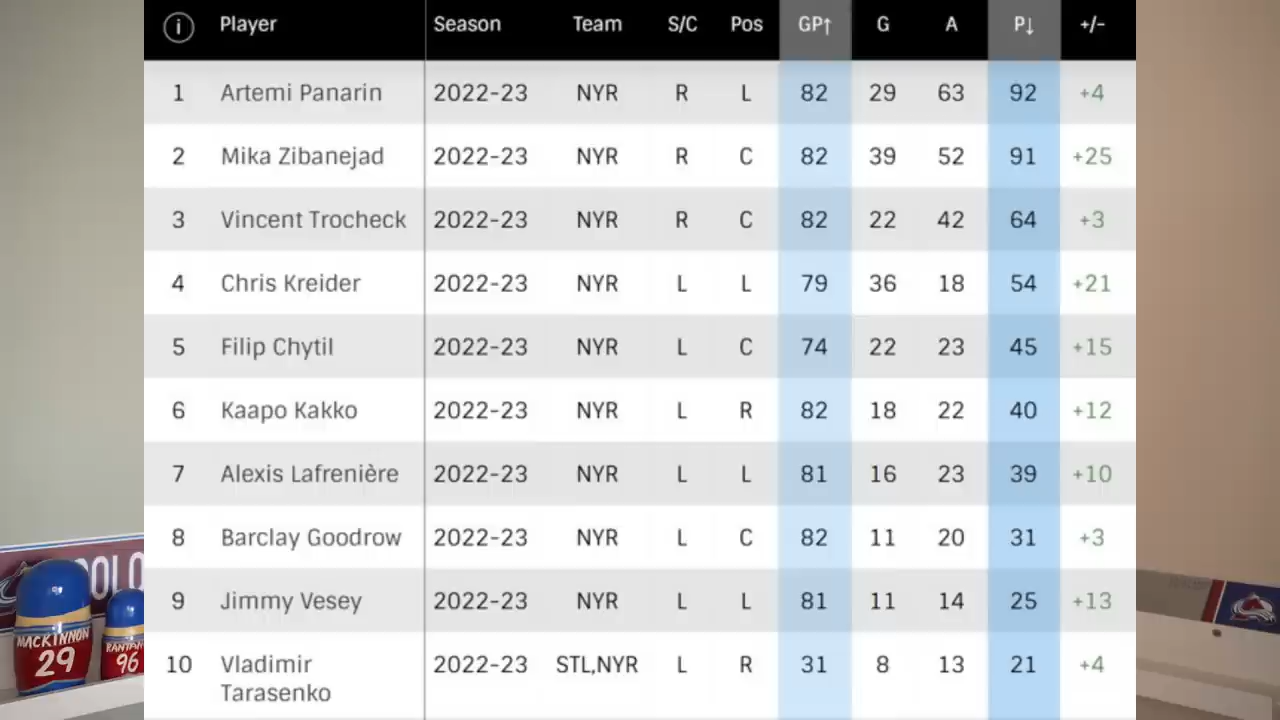 i Player Season Team S/C Pos GP↑ G A P↓ +/-
1 Artemi Panarin 2022-23 NYR R L 82 29 63 92 +4
2 Mika Zibanejad 2022-23 NYR R C 82 39 52 91 +25
3 Vincent Trocheck 2022-23 NYR R C 82 22 42 64 +3
4 Chris Kreider 2022-23 NYR L L 79 36 18 54 +21
5 Filip Chytil 2022-23 NYR L C 74 22 23 45 +15
6 Kaapo Kakko 2022-23 NYR L R 82 18 22 40 +12
7 Alexis Lafrenière 2022-23 NYR L L 81 16 23 39 +10
8 Barclay Goodrow 2022-23 NYR L C 82 11 20 31 +3
9 Jimmy Vesey 2022-23 NYR L L 81 11 14 25 +13
10 Vladimir 2022-23 STL,NYR L R 31 8 13 21 +4
Tarasenko
OLO
MACKINNON
29
RANTAN
96